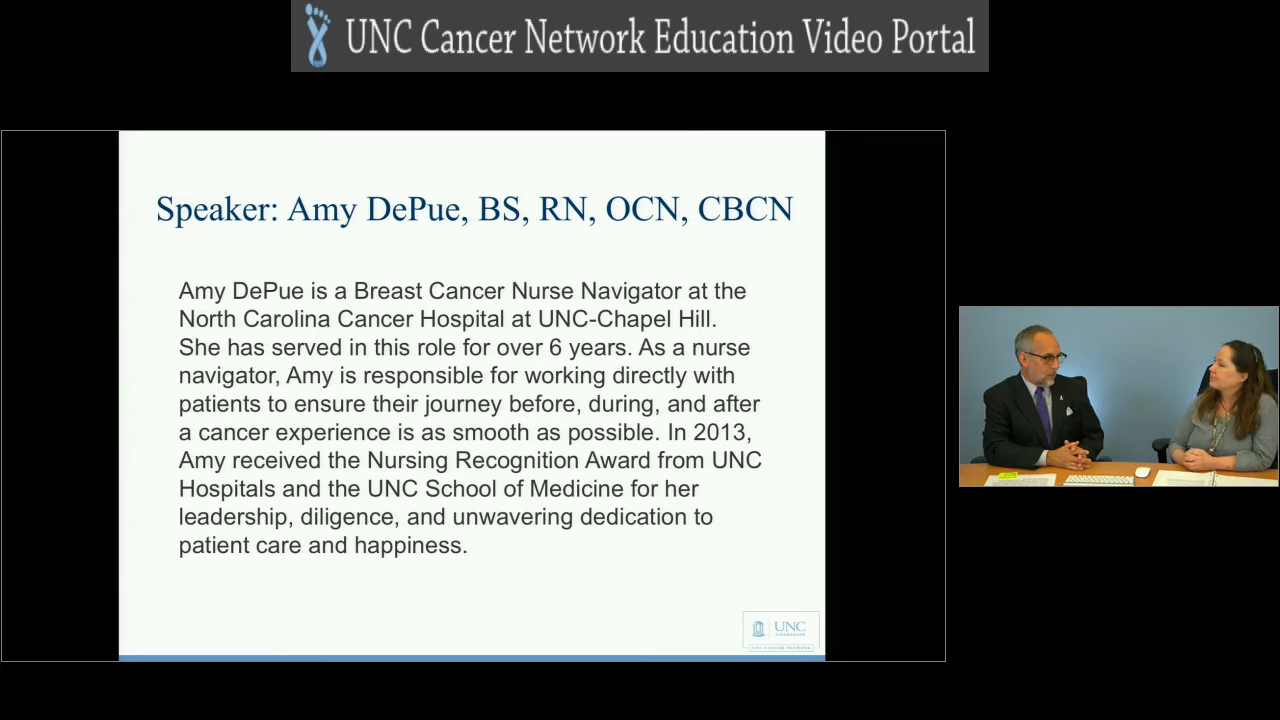 UNC Cancer Network Education Video Portal
Speaker: Amy DePue, BS, RN, OCN, CBCN
Amy DePue is a Breast Cancer Nurse Navigator at the
North Carolina Cancer Hospital at UNC-Chapel Hill.
She has served in this role for over 6 years. As a nurse
navigator, Amy is responsible for working directly with
patients to ensure their journey before, during, and after
a cancer experience is as smooth as possible. In 2013,
Amy received the Nursing Recognition Award from UNC
Hospitals and the UNC School of Medicine for her
leadership, diligence, and unwavering dedication to
patient care and happiness.
UNC
UNC CANCER NETWORK